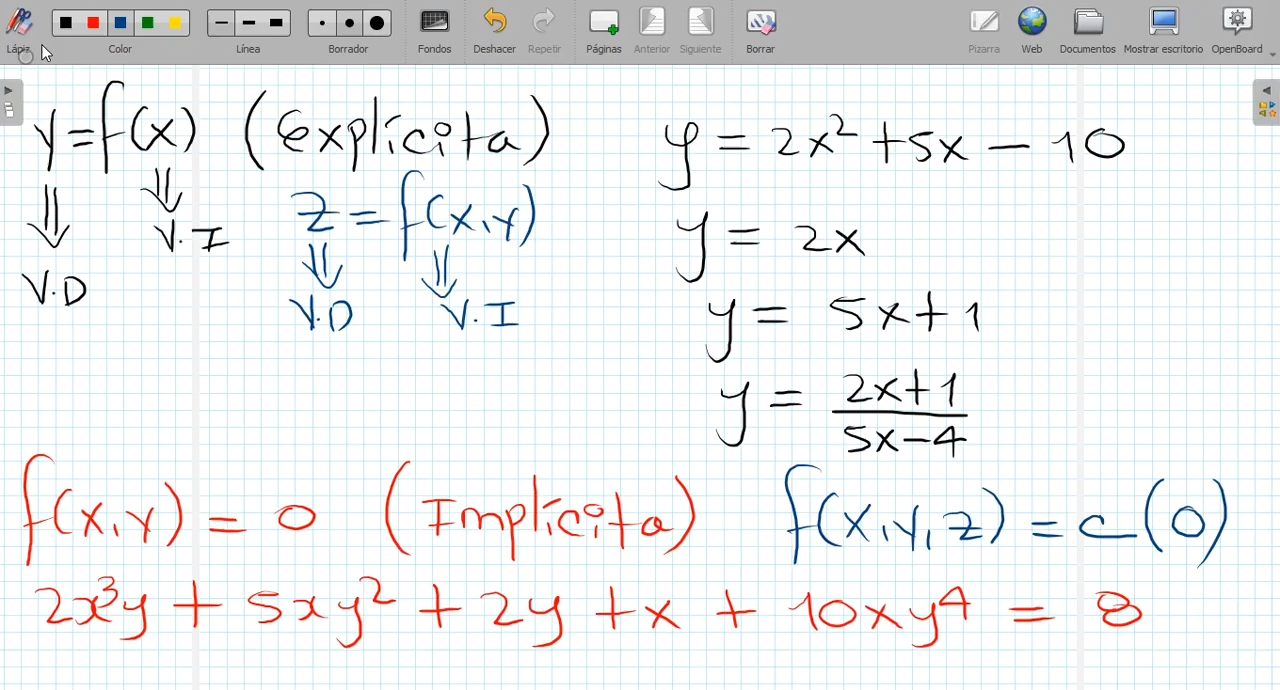 Lápiz Color Línea Borrador Fondos Deshacer Repetir Páginas Anterior Siguiente Borrar Pizarra Web Documentos Mostrar escritorio OpenBoard
y=f(x) (Explícita)
V.D V.I
z = f(x,y)
V.D V.I
y = 2x² + 5x - 10
y = 2x
y = 5x+1
y = (2x+1)/(5x-4)
f(x,y) = 0 (Implícita)
f(x,y,z) = c (0)
2x³y + 5xy² + 2y + x + 10xy⁴ = 8